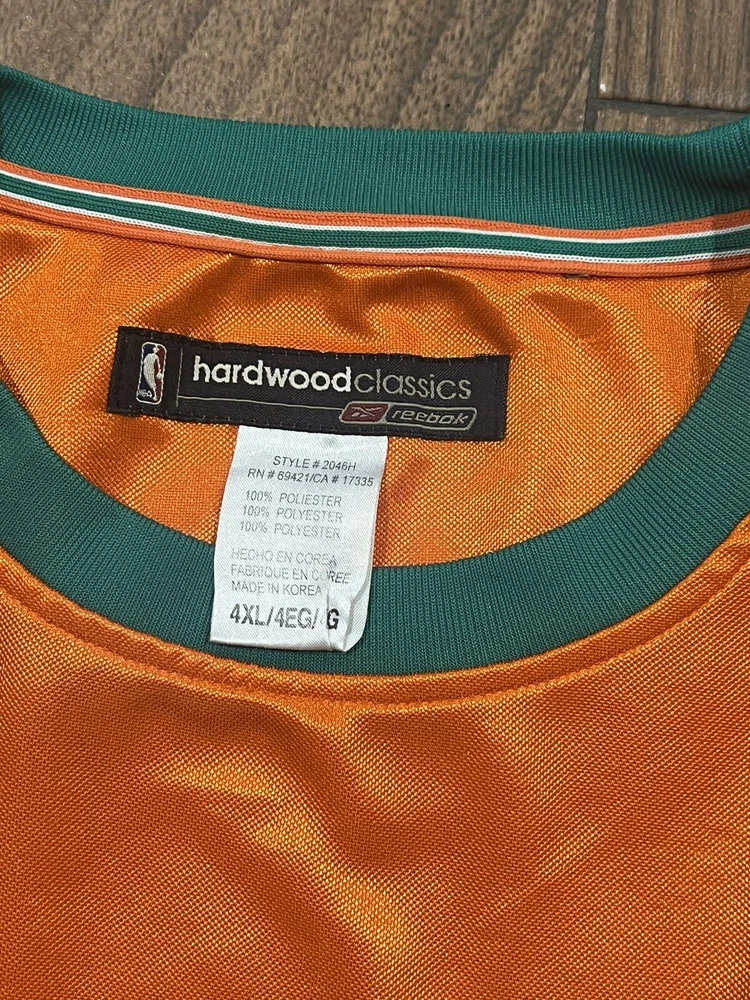 hardwoodclassics
reebok
STYLE # 2046H
RN # 69421/CA # 17335
100% POLIESTER
100% POLYESTER
100% POLYESTER
HECHO EN COREA
FABRIQUE EN COREE
MADE IN KOREA
4XL/4EG/ G